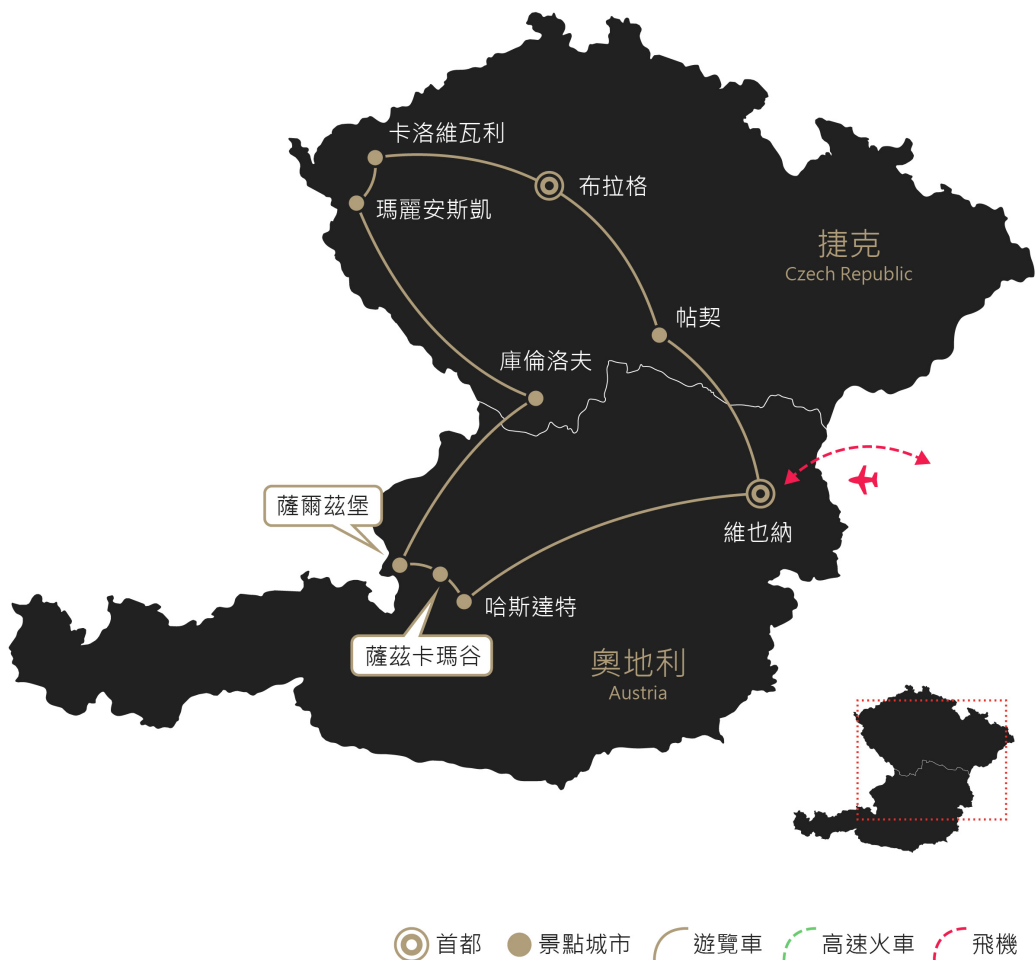 卡洛維瓦利
布拉格
瑪麗安斯凱
捷克
Czech Republic
帖契
庫倫洛夫
薩爾茲堡
維也納
哈斯達特
薩茲卡瑪谷
奧地利
Austria
首都 景點城市 遊覽車 高速火車 飛機